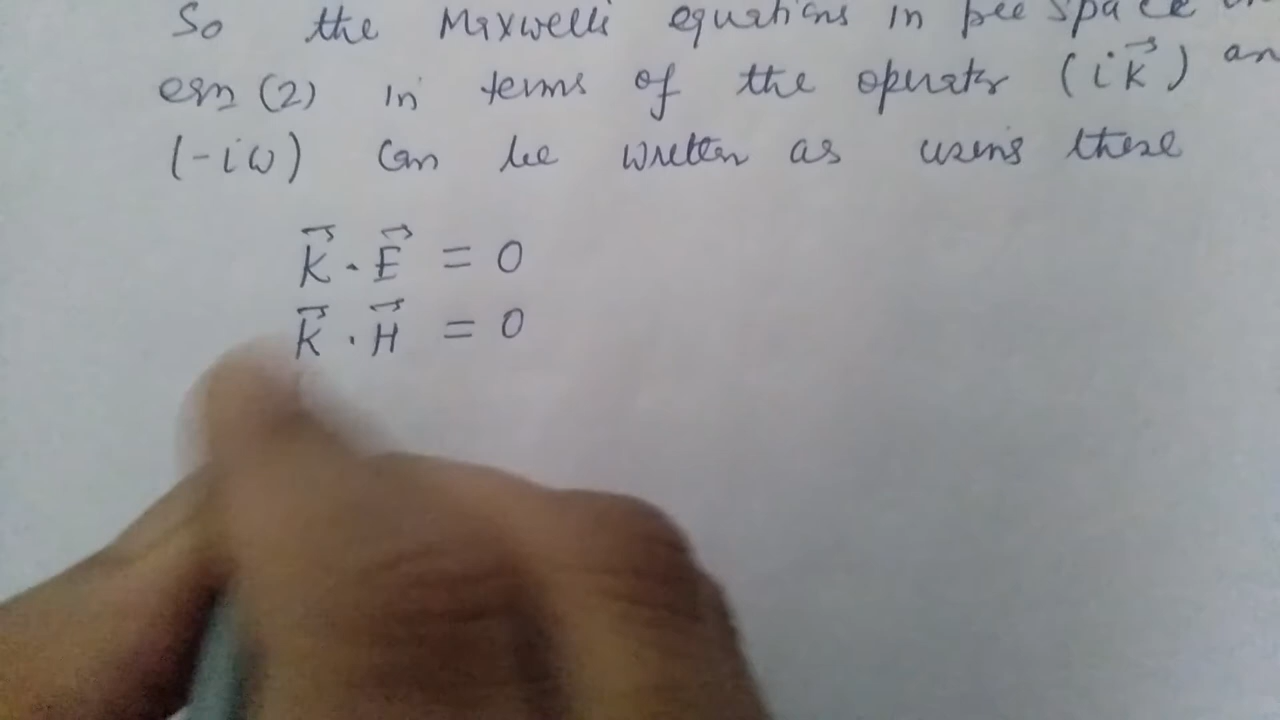 So the Maxwell's equations in free space
eqn (2) in terms of the operator (i k⃗) an
(-iω) can be written as using these
K⃗ . E⃗ = 0
K⃗ . H⃗ = 0